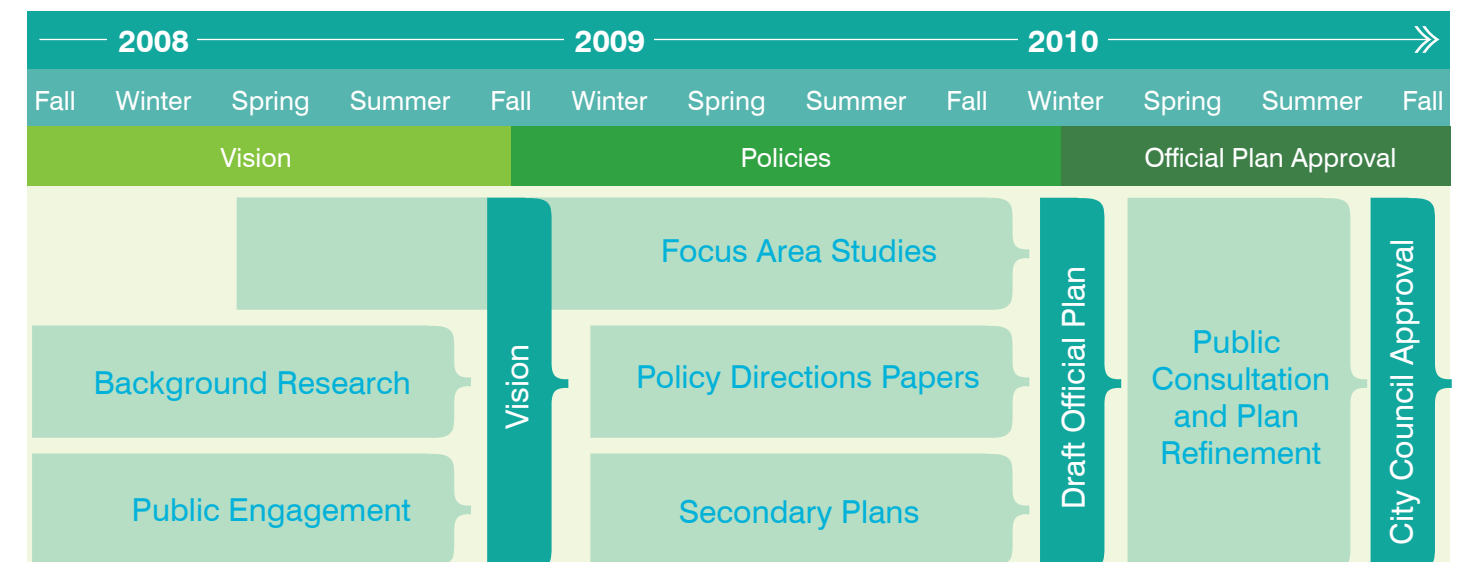 2008 2009 2010
Fall Winter Spring Summer Fall Winter Spring Summer Fall Winter Spring Summer Fall
Vision Policies Official Plan Approval
Focus Area Studies
Background Research
Public Engagement
Vision
Policy Directions Papers
Secondary Plans
Draft Official Plan
Public
Consultation
and Plan
Refinement
City Council Approval